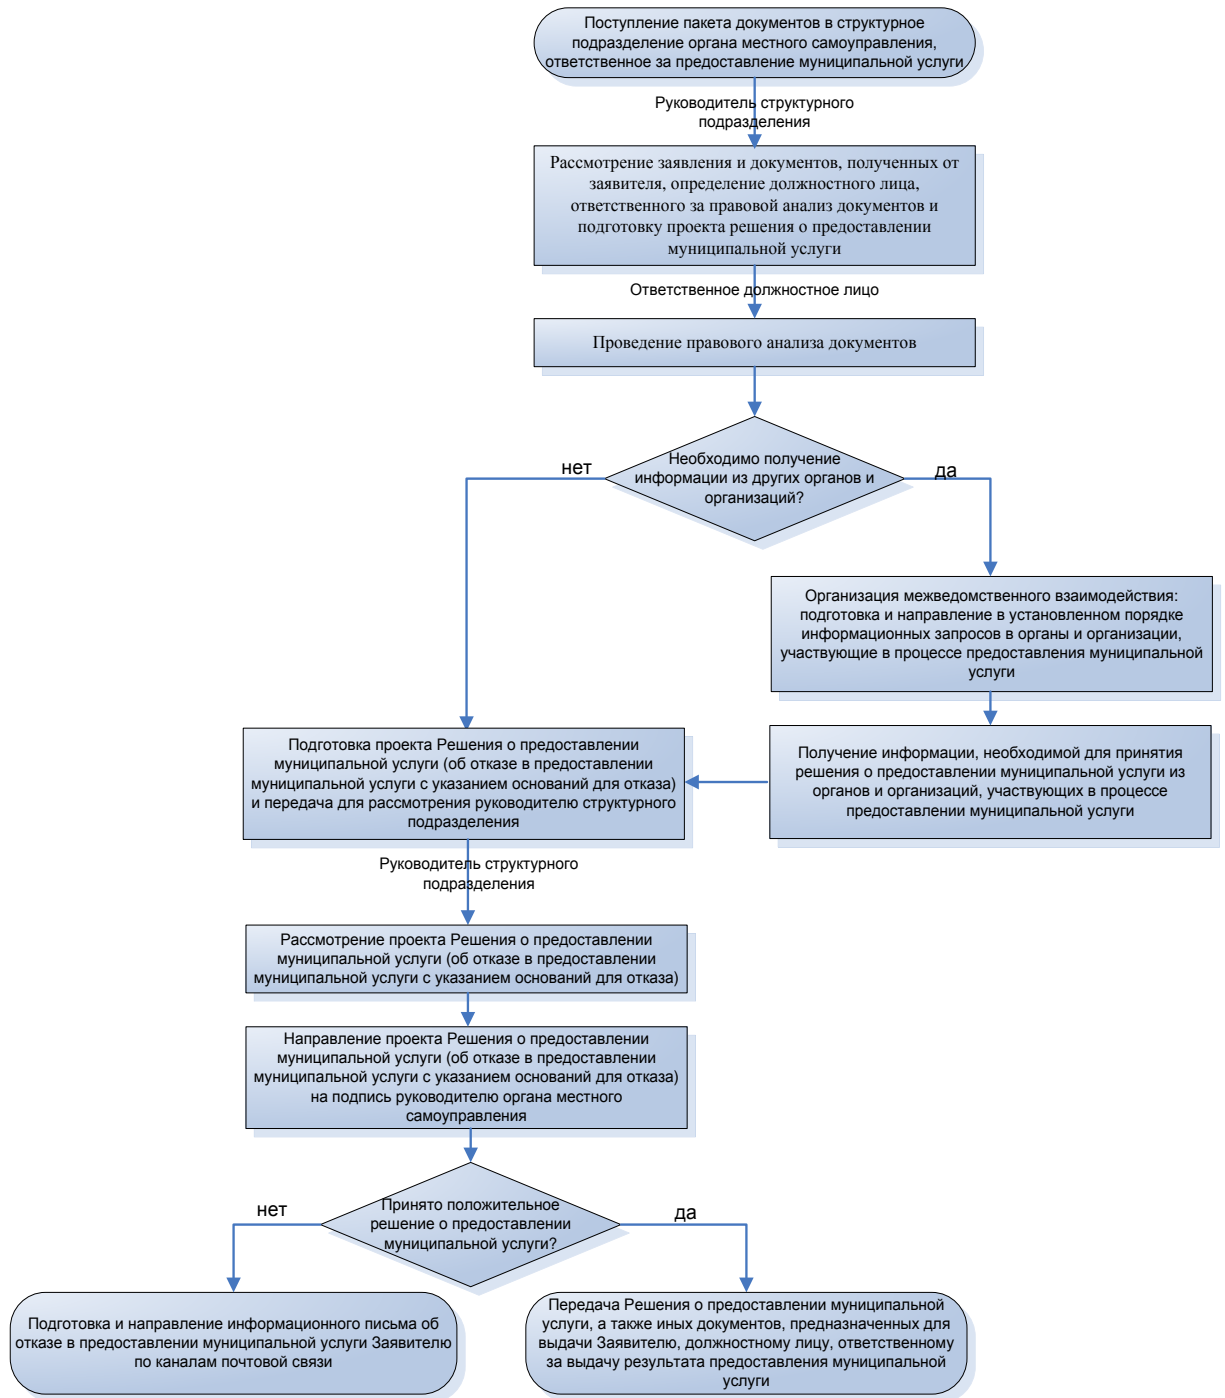 Поступление пакета документов в структурное
подразделение органа местного самоуправления,
ответственное за предоставление муниципальной услуги
Руководитель структурного
подразделения
Рассмотрение заявления и документов, полученных от
заявителя, определение должностного лица,
ответственного за правовой анализ документов и
подготовку проекта решения о предоставлении
муниципальной услуги
Ответственное должностное лицо
Проведение правового анализа документов
Необходимо получение
информации из других органов и
организаций?
нет
да
Организация межведомственного взаимодействия:
подготовка и направление в установленном порядке
информационных запросов в органы и организации,
участвующие в процессе предоставления муниципальной
услуги
Получение информации, необходимой для принятия
решения о предоставлении муниципальной услуги из
органов и организаций, участвующих в процессе
предоставлении муниципальной услуги
Подготовка проекта Решения о предоставлении
муниципальной услуги (об отказе в предоставлении
муниципальной услуги с указанием оснований для отказа)
и передача для рассмотрения руководителю структурного
подразделения
Руководитель структурного
подразделения
Рассмотрение проекта Решения о предоставлении
муниципальной услуги (об отказе в предоставлении
муниципальной услуги с указанием оснований для отказа)
Направление проекта Решения о предоставлении
муниципальной услуги (об отказе в предоставлении
муниципальной услуги с указанием оснований для отказа)
на подпись руководителю органа местного
самоуправления
Принято положительное
решение о предоставлении
муниципальной услуги?
нет
да
Подготовка и направление информационного письма об
отказе в предоставлении муниципальной услуги Заявителю
по каналам почтовой связи
Передача Решения о предоставлении муниципальной
услуги, а также иных документов, предназначенных для
выдачи Заявителю, должностному лицу, ответственному
за выдачу результата предоставления муниципальной
услуги